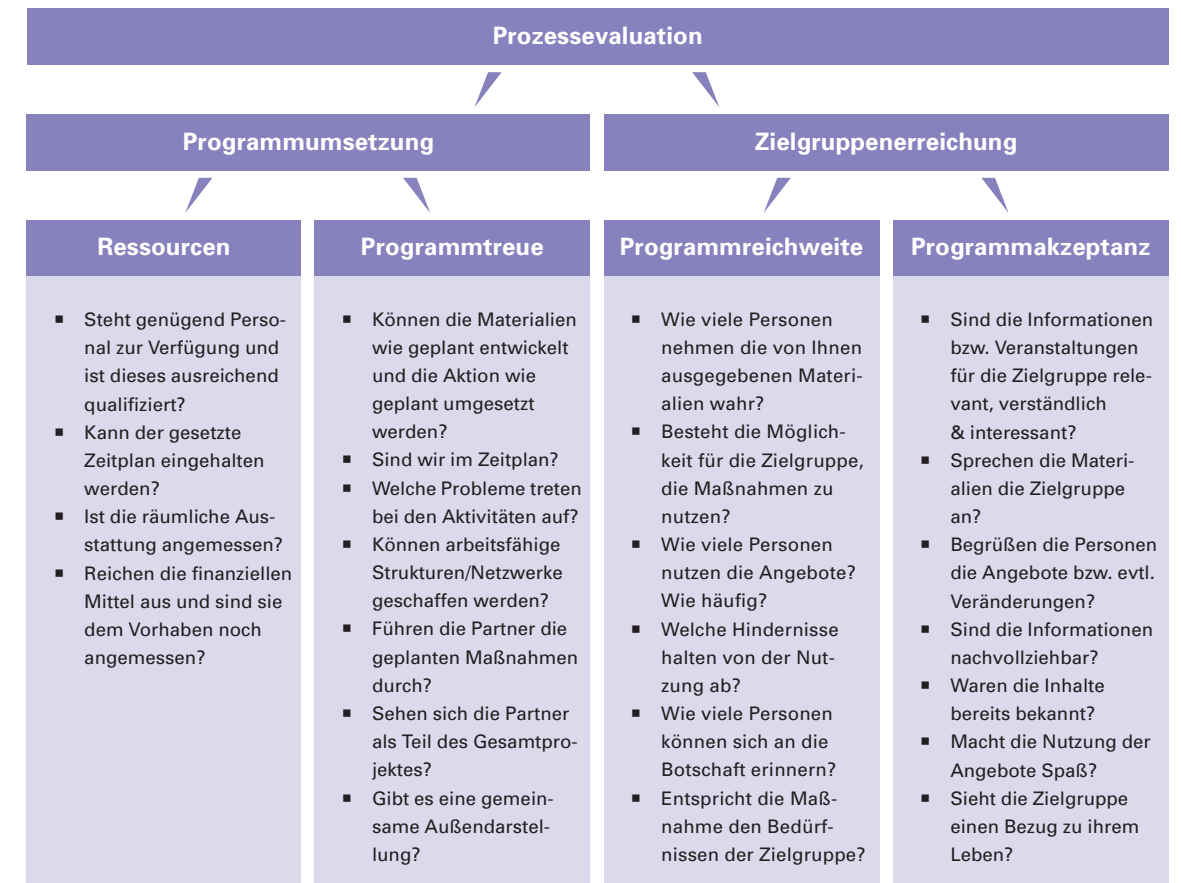 Prozessevaluation
Programmumsetzung
Zielgruppenerreichung
Ressourcen
■ Steht genügend Perso-
nal zur Verfügung und
ist dieses ausreichend
qualifiziert?
■ Kann der gesetzte
Zeitplan eingehalten
werden?
■ Ist die räumliche Aus-
stattung angemessen?
■ Reichen die finanziellen
Mittel aus und sind sie
dem Vorhaben noch
angemessen?
Programmtreue
■ Können die Materialien
wie geplant entwickelt
und die Aktion wie
geplant umgesetzt
werden?
■ Sind wir im Zeitplan?
■ Welche Probleme treten
bei den Aktivitäten auf?
■ Können arbeitsfähige
Strukturen/Netzwerke
geschaffen werden?
■ Führen die Partner die
geplanten Maßnahmen
durch?
■ Sehen sich die Partner
als Teil des Gesamtpro-
jektes?
■ Gibt es eine gemein-
same Außendarstel-
lung?
Programmreichweite
■ Wie viele Personen
nehmen die von Ihnen
ausgegebenen Materi-
alien wahr?
■ Besteht die Möglich-
keit für die Zielgruppe,
die Maßnahmen zu
nutzen?
■ Wie viele Personen
nutzen die Angebote?
Wie häufig?
■ Welche Hindernisse
halten von der Nut-
zung ab?
■ Wie viele Personen
können sich an die
Botschaft erinnern?
■ Entspricht die Maß-
nahme den Bedürf-
nissen der Zielgruppe?
Programmakzeptanz
■ Sind die Informationen
bzw. Veranstaltungen
für die Zielgruppe rele-
vant, verständlich
& interessant?
■ Sprechen die Materi-
alien die Zielgruppe
an?
■ Begrüßen die Personen
die Angebote bzw. evtl.
Veränderungen?
■ Sind die Informationen
nachvollziehbar?
■ Waren die Inhalte
bereits bekannt?
■ Macht die Nutzung der
Angebote Spaß?
■ Sieht die Zielgruppe
einen Bezug zu ihrem
Leben?